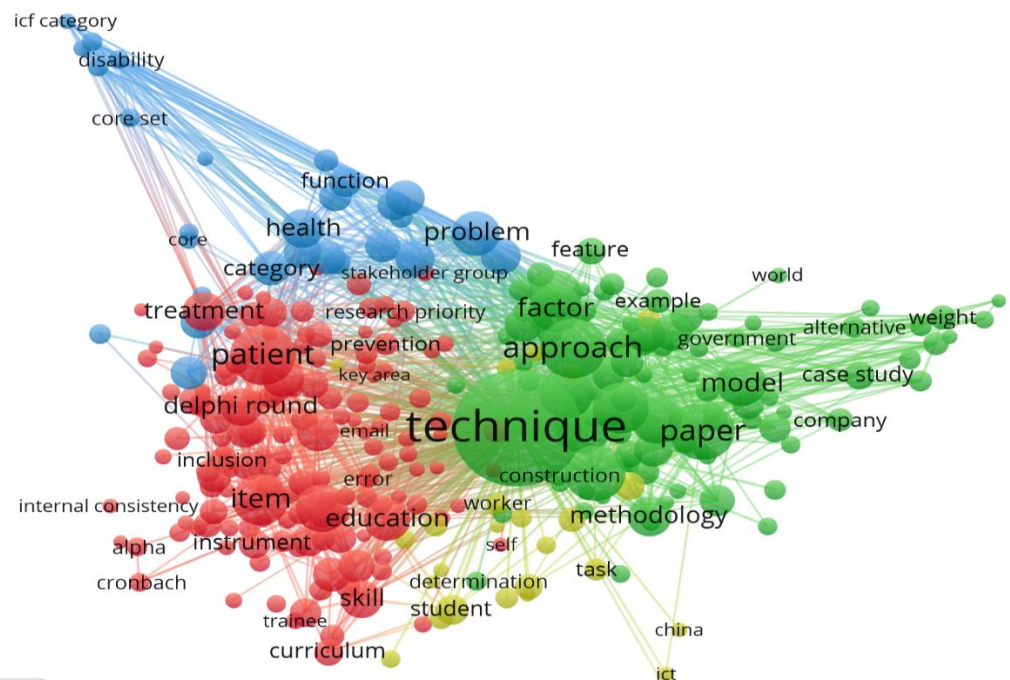 icf category
disability
core set
function
health
problem
core
feature
category
stakeholder group
world
treatment
research priority
factor
example
weight
alternative
government
patient
prevention
approach
key area
model
case study
delphi round
email
technique
paper
company
inclusion
error
construction
internal consistency
item
worker
education
methodology
alpha
instrument
self
cronbach
determination
task
skill
student
trainee
china
curriculum
ict